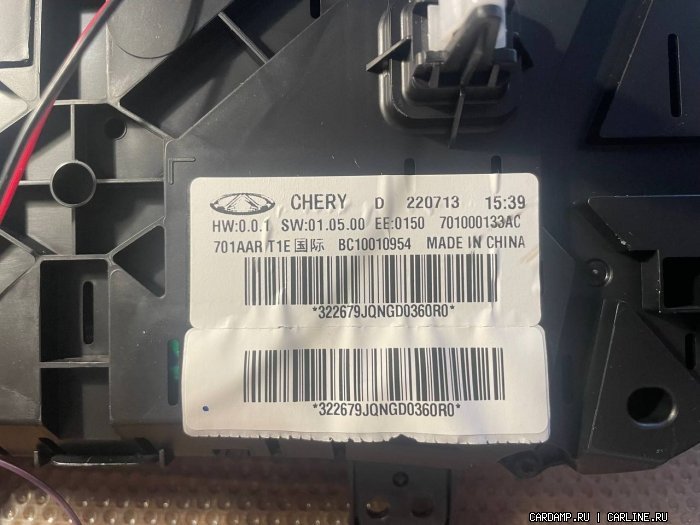 CHERY D 220713 15:39
HW:0.0.1 SW:01.05.00 EE:0150 701000133AC
701AAR T1E 国际 BC10010954 MADE IN CHINA
*322679JQNGD0360R0*
*322679JQNGD0360R0*
CARDAMP.RU | CARLINE.RU